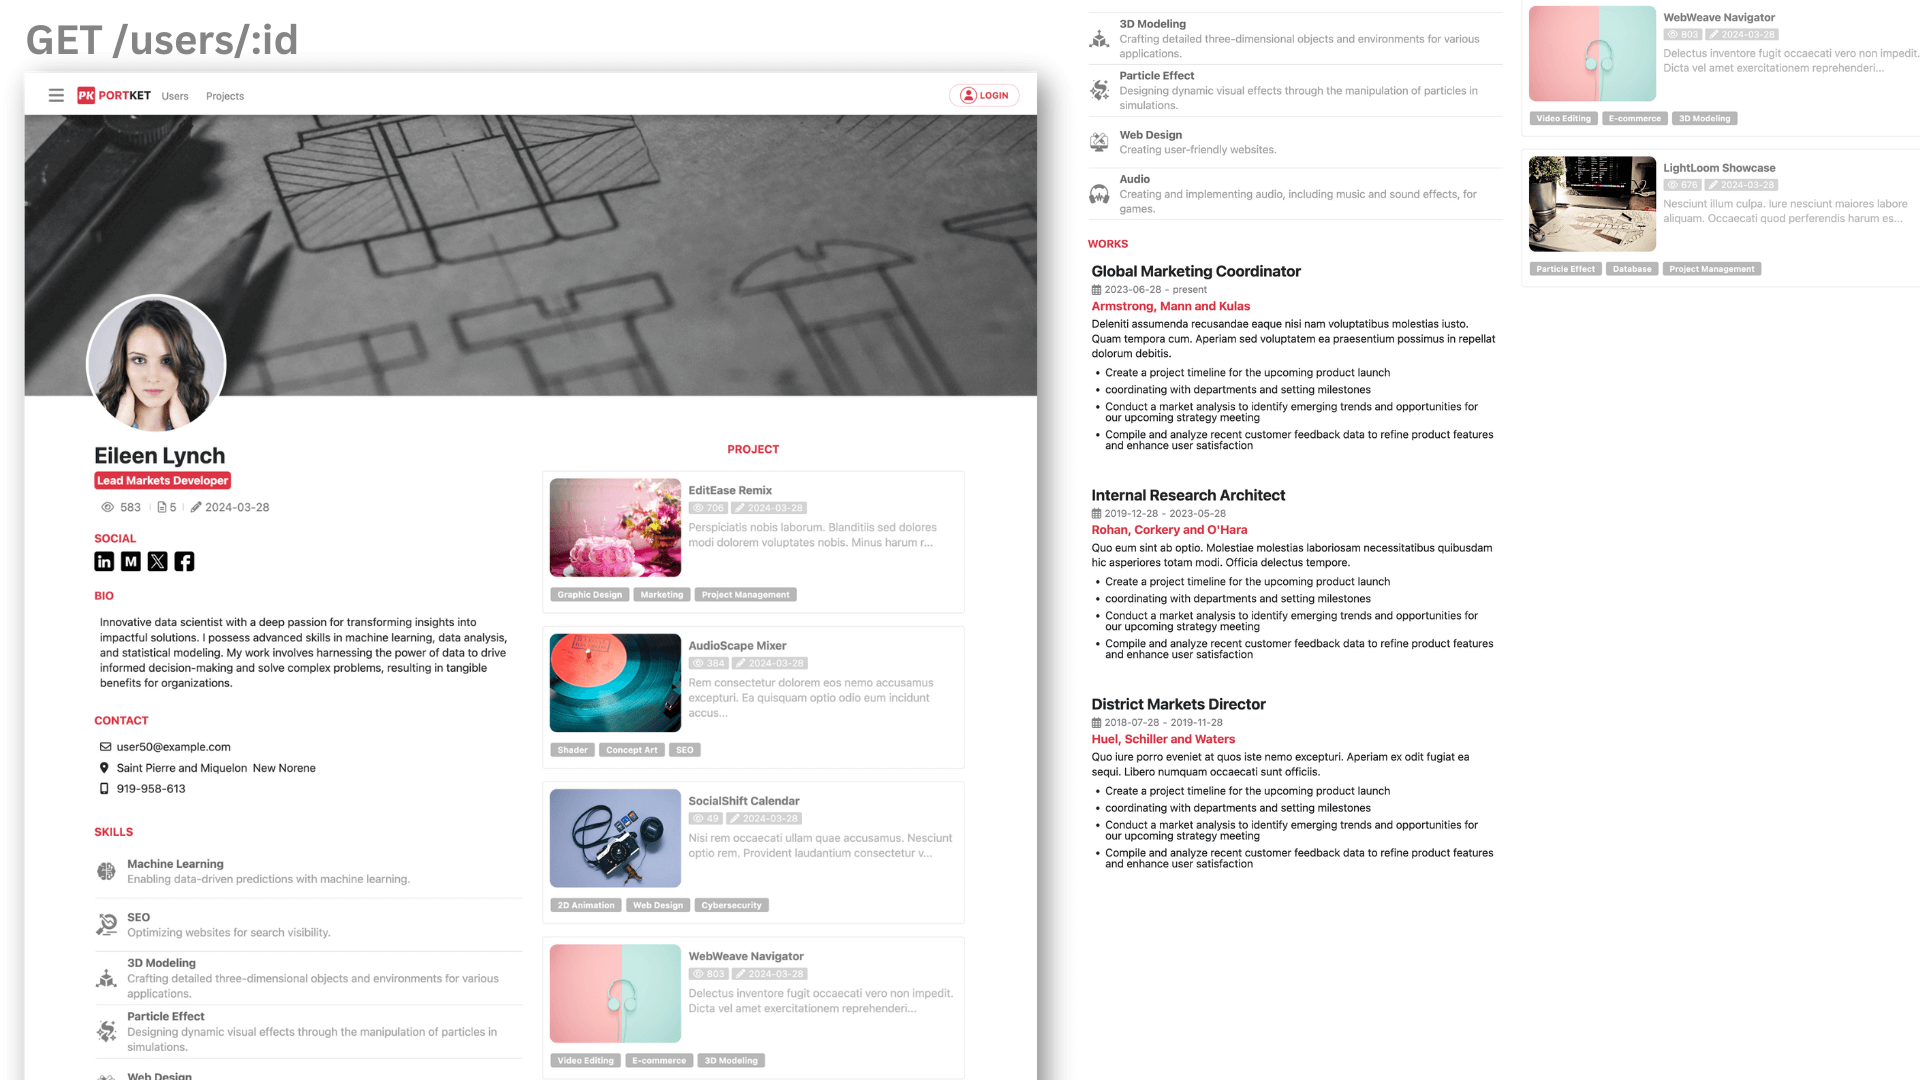 GET /users/:id
PK PORTKET Users Projects LOGIN
Eileen Lynch
Lead Markets Developer
583 5 2024-03-28
SOCIAL
in M X f
BIO
Innovative data scientist with a deep passion for transforming insights into
impactful solutions. I possess advanced skills in machine learning, data analysis,
and statistical modeling. My work involves harnessing the power of data to drive
informed decision-making and solve complex problems, resulting in tangible
benefits for organizations.
CONTACT
user50@example.com
Saint Pierre and Miquelon New Norene
919-958-613
SKILLS
Machine Learning
Enabling data-driven predictions with machine learning.
SEO
Optimizing websites for search visibility.
3D Modeling
Crafting detailed three-dimensional objects and environments for various
applications.
Particle Effect
Designing dynamic visual effects through the manipulation of particles in
simulations.
Web Design
PROJECT
EditEase Remix
706 2024-03-28
Perspiciatis nobis laborum. Blanditiis sed dolores
modi dolorem voluptates nobis. Minus harum r...
Graphic Design Marketing Project Management
AudioScape Mixer
384 2024-03-28
Rem consectetur dolorem eos nemo accusamus
excepturi. Ea quisquam optio odio eum incidunt
accus...
Shader Concept Art SEO
SocialShift Calendar
49 2024-03-28
Nisi rem occaecati ullam quae accusamus. Nesciunt
optio rem. Provident laudantium consectetur v...
2D Animation Web Design Cybersecurity
WebWeave Navigator
803 2024-03-28
Delectus inventore fugit occaecati vero non impedit.
Dicta vel amet exercitationem reprehenderi...
Video Editing E-commerce 3D Modeling
3D Modeling
Crafting detailed three-dimensional objects and environments for various
applications.
Particle Effect
Designing dynamic visual effects through the manipulation of particles in
simulations.
Web Design
Creating user-friendly websites.
Audio
Creating and implementing audio, including music and sound effects, for
games.
WORKS
Global Marketing Coordinator
2023-06-28 - present
Armstrong, Mann and Kulas
Deleniti assumenda recusandae eaque nisi nam voluptatibus molestias iusto.
Quam tempora cum. Aperiam sed voluptatem ea praesentium possimus in repellat
dolorum debitis.
• Create a project timeline for the upcoming product launch
• coordinating with departments and setting milestones
• Conduct a market analysis to identify emerging trends and opportunities for
our upcoming strategy meeting
• Compile and analyze recent customer feedback data to refine product features
and enhance user satisfaction
Internal Research Architect
2019-12-28 - 2023-05-28
Rohan, Corkery and O'Hara
Quo eum sint ab optio. Molestiae molestias laboriosam necessitatibus quibusdam
hic asperiores totam modi. Officia delectus tempore.
• Create a project timeline for the upcoming product launch
• coordinating with departments and setting milestones
• Conduct a market analysis to identify emerging trends and opportunities for
our upcoming strategy meeting
• Compile and analyze recent customer feedback data to refine product features
and enhance user satisfaction
District Markets Director
2018-07-28 - 2019-11-28
Huel, Schiller and Waters
Quo iure porro eveniet at quos iste nemo excepturi. Aperiam ex odit fugiat ea
sequi. Libero numquam occaecati sunt officiis.
• Create a project timeline for the upcoming product launch
• coordinating with departments and setting milestones
• Conduct a market analysis to identify emerging trends and opportunities for
our upcoming strategy meeting
• Compile and analyze recent customer feedback data to refine product features
and enhance user satisfaction
WebWeave Navigator
803 2024-03-28
Delectus inventore fugit occaecati vero non impedit.
Dicta vel amet exercitationem reprehenderi...
Video Editing E-commerce 3D Modeling
LightLoom Showcase
676 2024-03-28
Nesciunt illum culpa. Iure nesciunt maiores labore
aliquam. Occaecati quod perferendis harum es...
Particle Effect Database Project Management